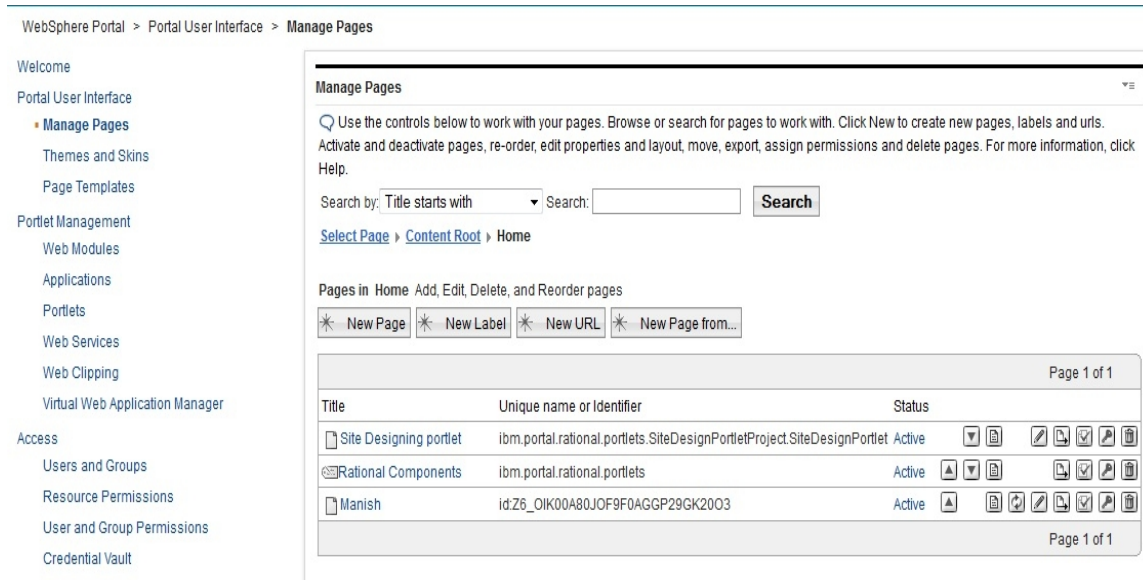 WebSphere Portal > Portal User Interface > Manage Pages
Welcome
Portal User Interface
Manage Pages
Themes and Skins
Page Templates
Portlet Management
Web Modules
Applications
Portlets
Web Services
Web Clipping
Virtual Web Application Manager
Access
Users and Groups
Resource Permissions
User and Group Permissions
Credential Vault
Manage Pages
Use the controls below to work with your pages. Browse or search for pages to work with. Click New to create new pages, labels and urls.
Activate and deactivate pages, re-order, edit properties and layout, move, export, assign permissions and delete pages. For more information, click
Help.
Search by: Title starts with Search: Search
Select Page Content Root Home
Pages in Home Add, Edit, Delete, and Reorder pages
New Page New Label New URL New Page from...
Page 1 of 1
Title Unique name or Identifier Status
Site Designing portlet ibm.portal.rational.portlets.SiteDesignPortletProject.SiteDesignPortlet Active
Rational Components ibm.portal.rational.portlets Active
Manish id:Z6_OIK00A80JOF9F0AGGP29GK20O3 Active
Page 1 of 1